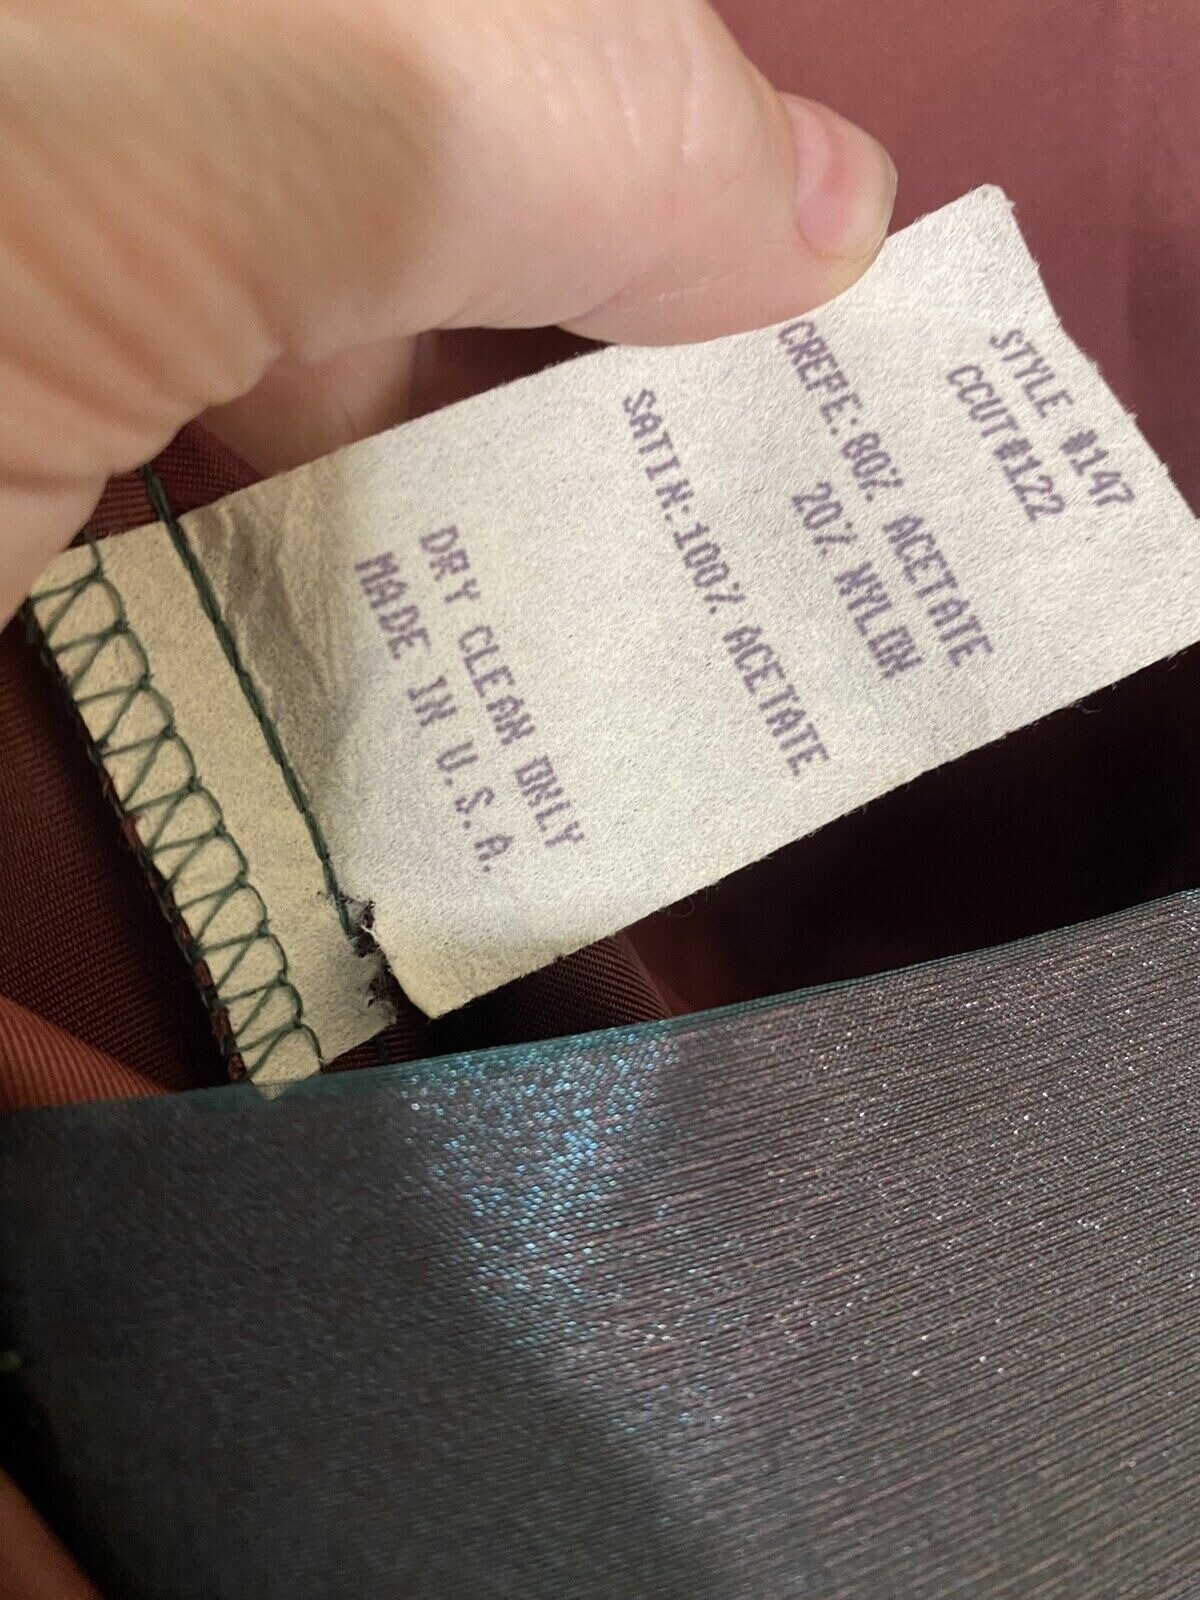 STYLE #147
CCUT#122
CREPE: 80% ACETATE
20% NYLON
SATIN: 100% ACETATE
DRY CLEAN ONLY
MADE IN U.S.A.